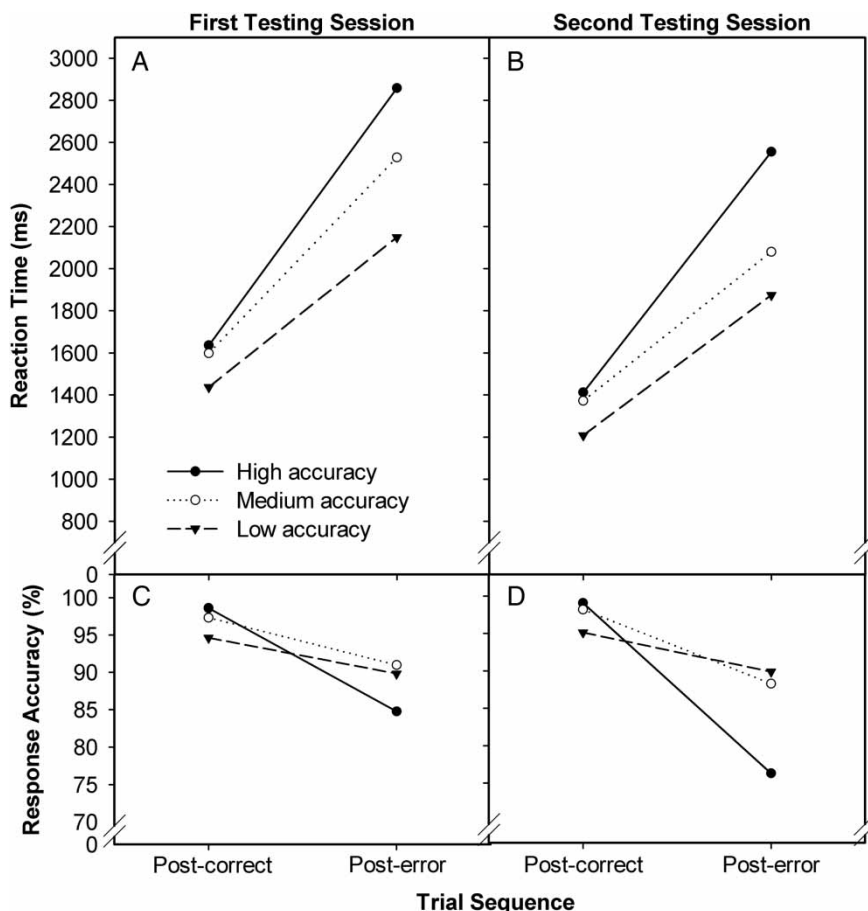 First Testing Session
Second Testing Session
A
B
Reaction Time (ms)
3000
2800
2600
2400
2200
2000
1800
1600
1400
1200
1000
800
0
High accuracy
Medium accuracy
Low accuracy
C
D
Response Accuracy (%)
100
95
90
85
80
75
70
0
Post-correct
Post-error
Post-correct
Post-error
Trial Sequence